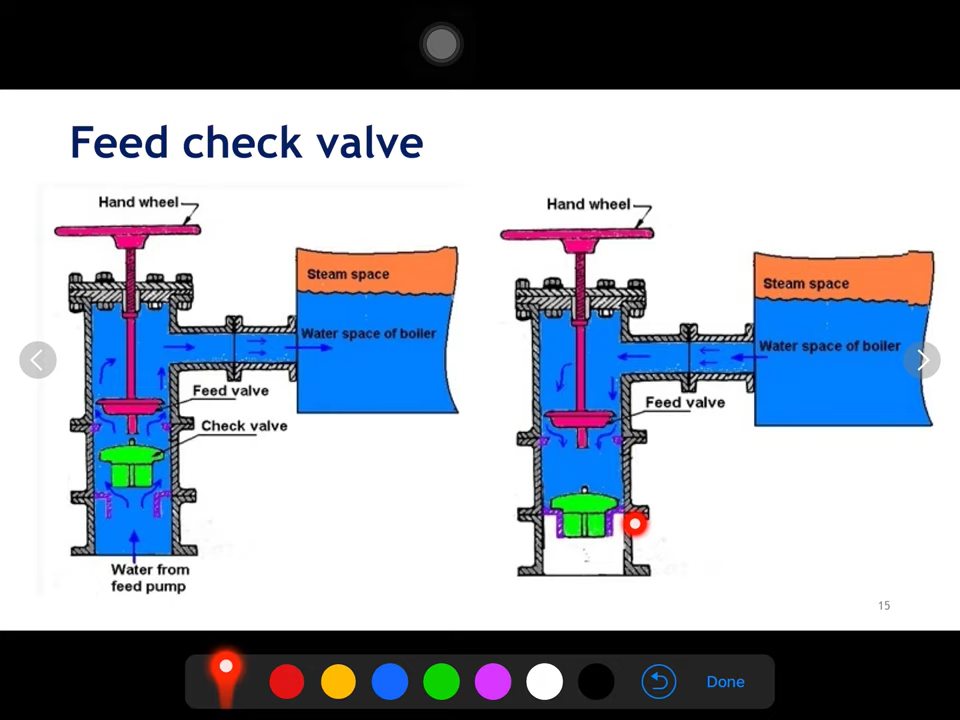 Feed check valve
Hand wheel
Steam space
Water space of boiler
Feed valve
Check valve
Water from
feed pump
Hand wheel
Steam space
Water space of boiler
Feed valve
15
Done